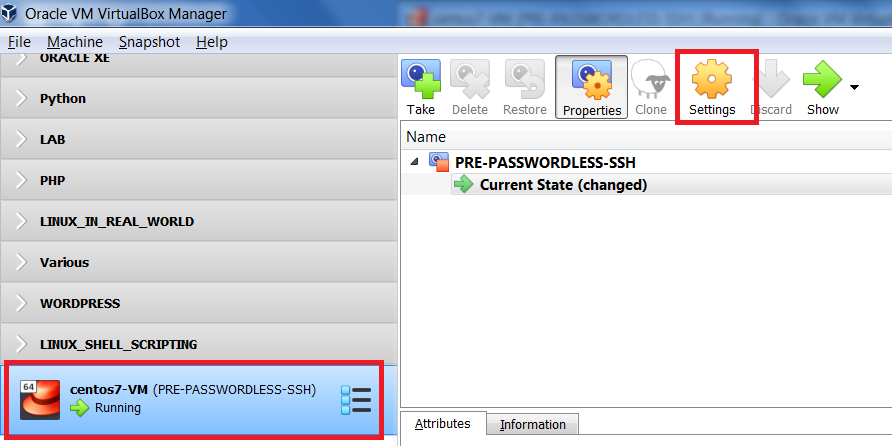 Oracle VM VirtualBox Manager
File Machine Snapshot Help
ORACLE XE
Python
LAB
PHP
LINUX_IN_REAL_WORLD
Various
WORDPRESS
LINUX_SHELL_SCRIPTING
64
centos7-VM (PRE-PASSWORDLESS-SSH)
Running
Take Delete Restore Properties Clone Settings Discard Show
Name
PRE-PASSWORDLESS-SSH
Current State (changed)
Attributes Information